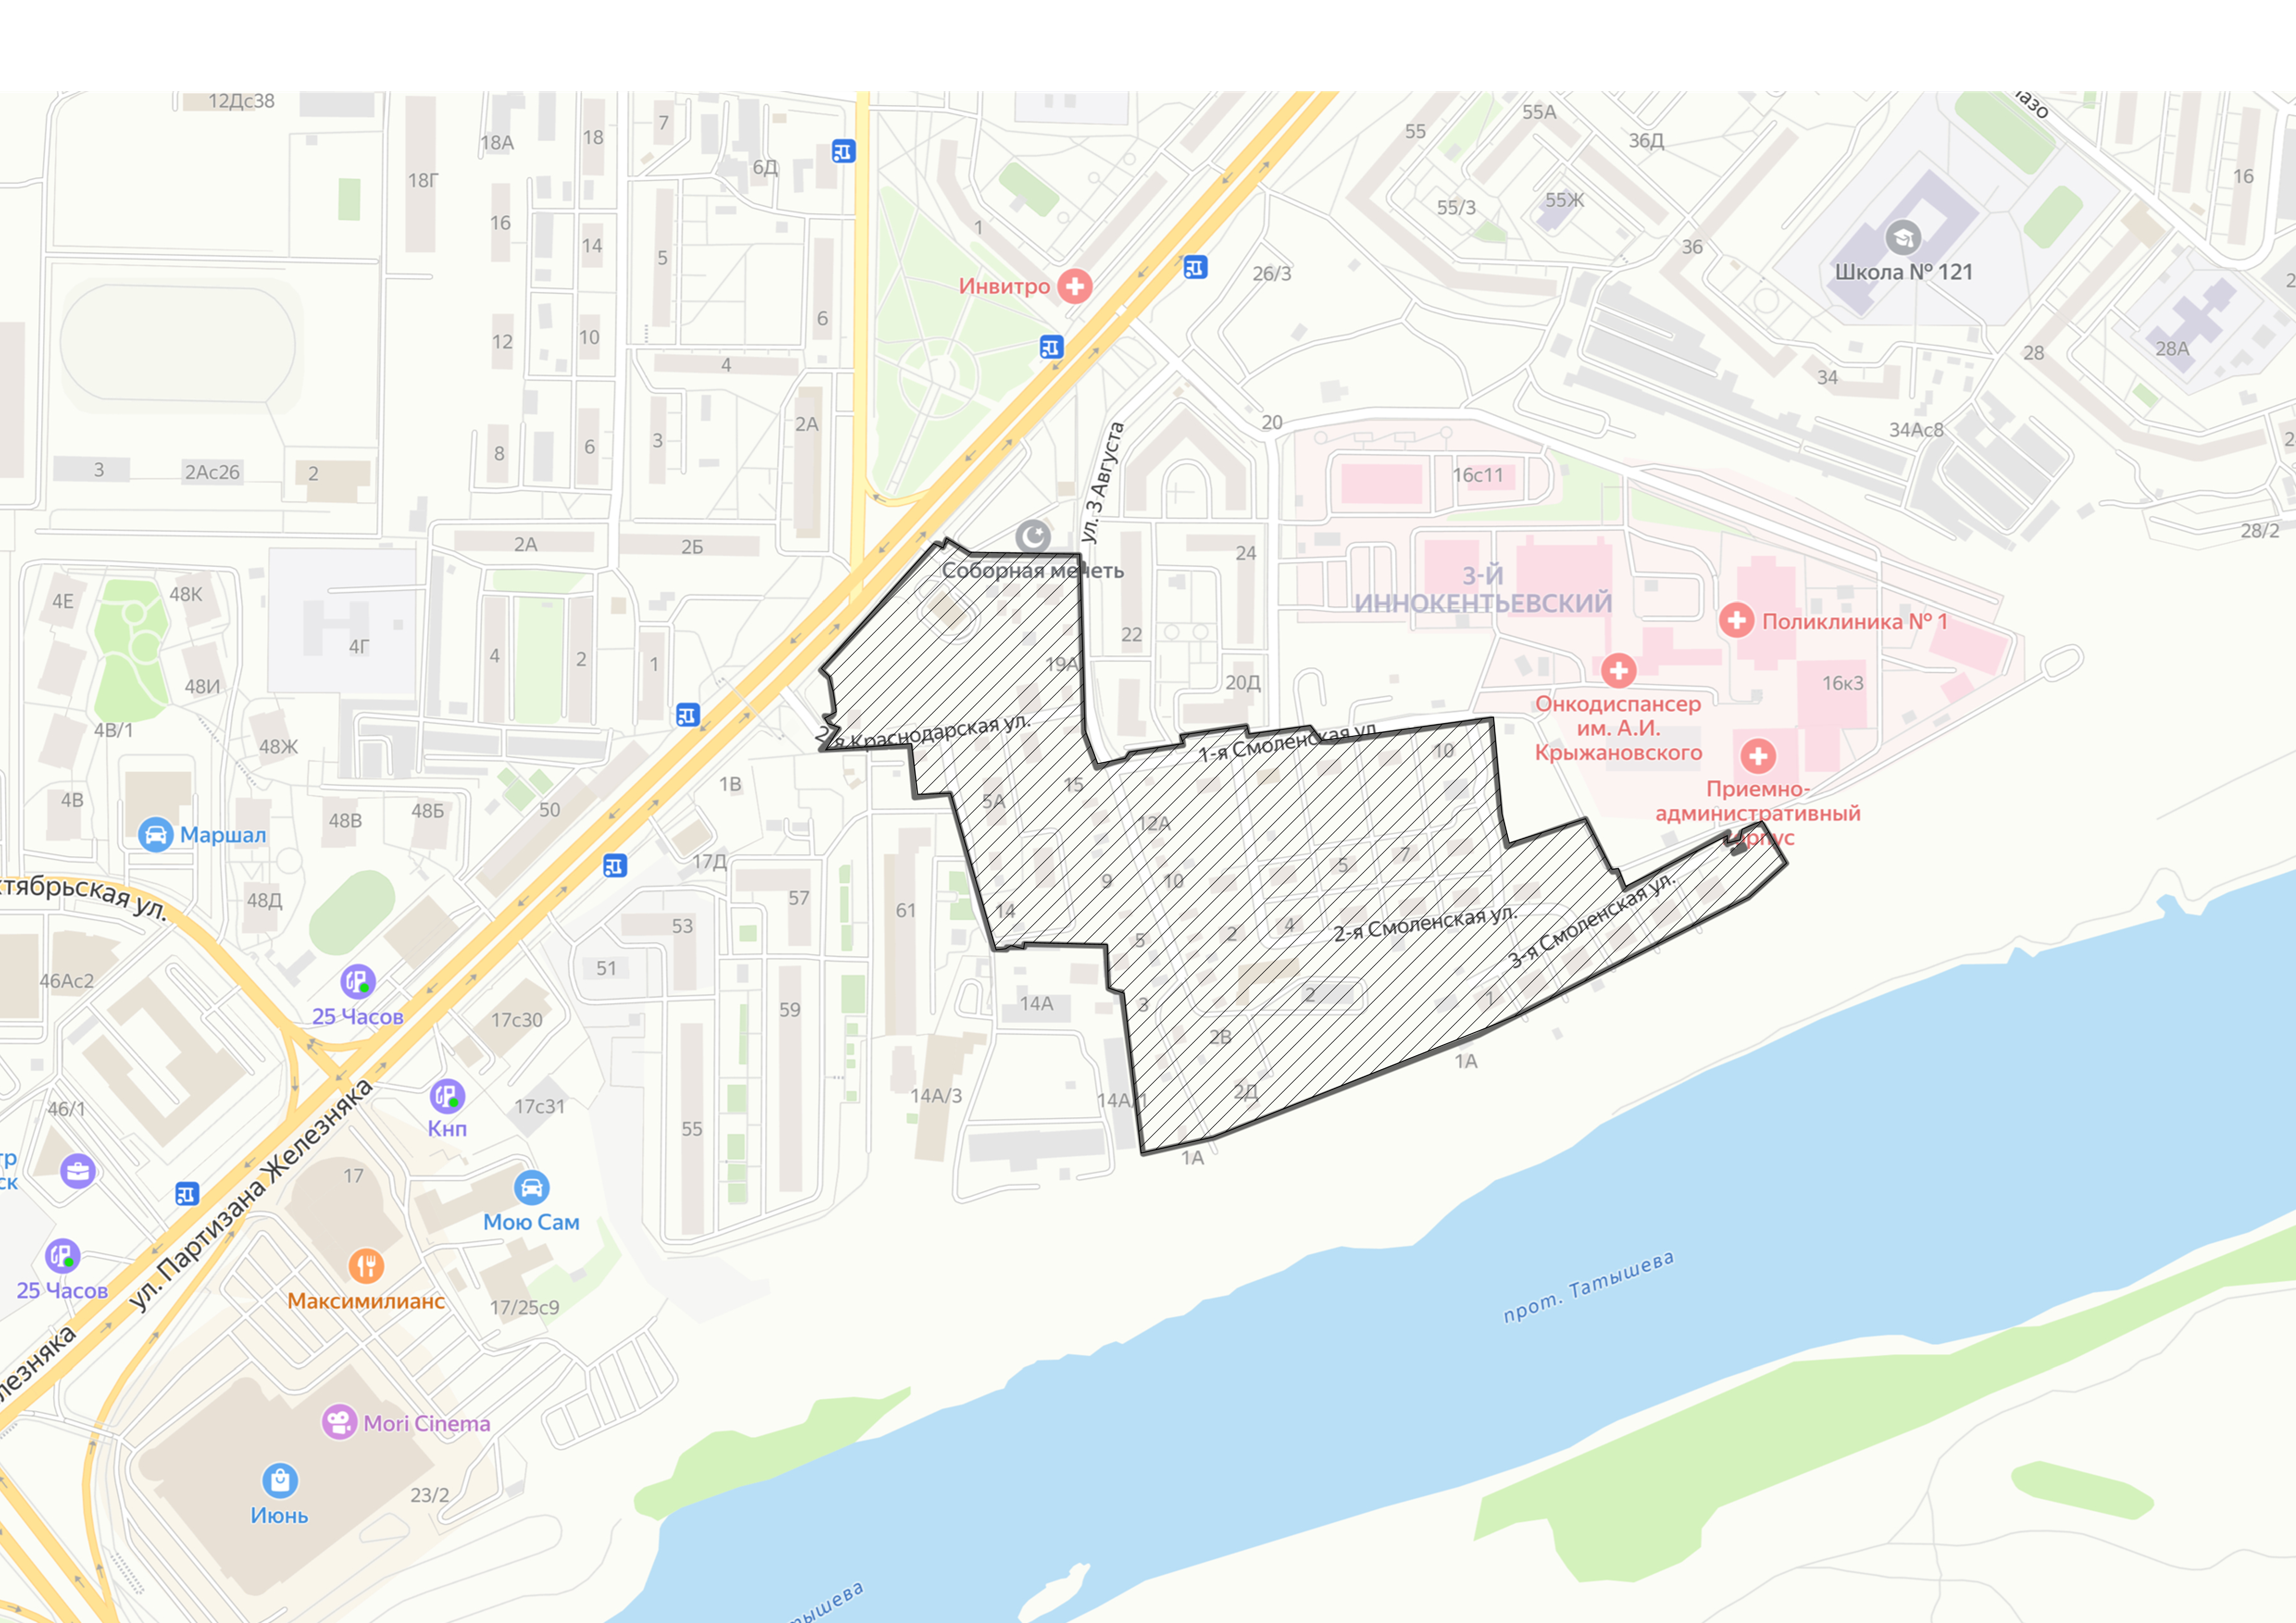 12Дс38
18А
18
7
6Д
18Г
16
14
5
6
12
10
4
3
2А
8
6
3
2Ас26
2
1
Инвитро
26/3
55
55А
36Д
55/3
55Ж
36
Школа № 121
16
28А
28
34
34Ас8
28/2
20
ул. 3 Августа
16с11
24
22
20Д
3-Й
ИННОКЕНТЬЕВСКИЙ
Поликлиника № 1
16к3
Онкодиспансер
им. А.И.
Крыжановского
Приемно-
административный
Соборная мечеть
19А
2-я Краснодарская ул.
1-я Смоленская ул.
10
15
5А
12А
5
7
9
10
14
5
2
4
2-я Смоленская ул.
3-я Смоленская ул.
3
2
1
2В
2Д
1А
1А
14А
14А/3
2А
2Б
4Е
48К
4Г
4
2
1
48И
4В/1
48Ж
4В
48В
48Б
50
1В
17Д
Маршал
48Д
57
61
53
51
59
55
46Ас2
25 Часов
17с30
17с31
Кнп
46/1
17
Мою Сам
Максимилианс
17/25с9
25 Часов
ул. Партизана Железняка
Mori Cinema
Июнь
23/2
прот. Татышева